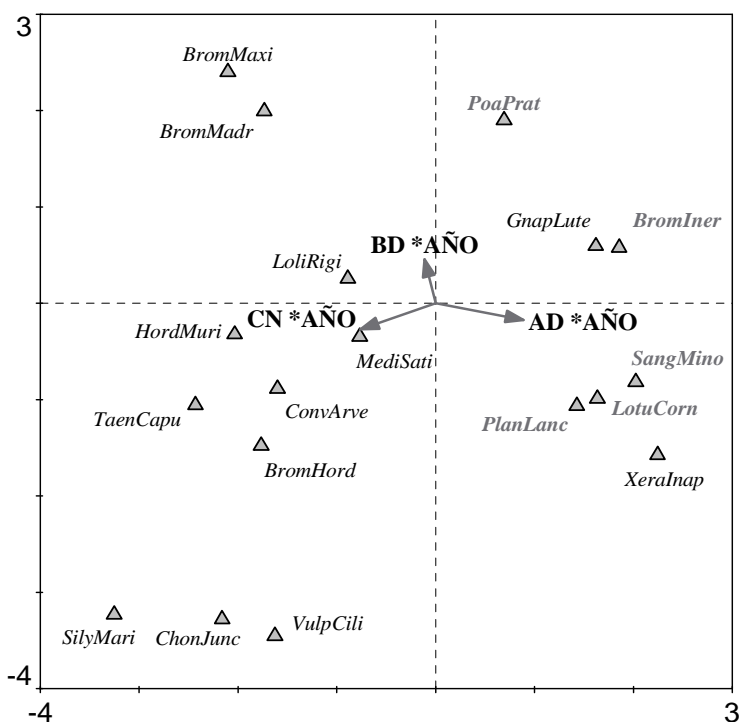 3
BromMaxi
PoaPrat
BromMadr
GnapLute
BromIner
BD *AÑO
LoliRigi
CN *AÑO
AD *AÑO
HordMuri
MediSati
SangMino
TaenCapu
ConvArve
PlanLanc
LotuCorn
BromHord
XeraInap
SilyMari
ChonJunc
VulpCili
-4
-4
3